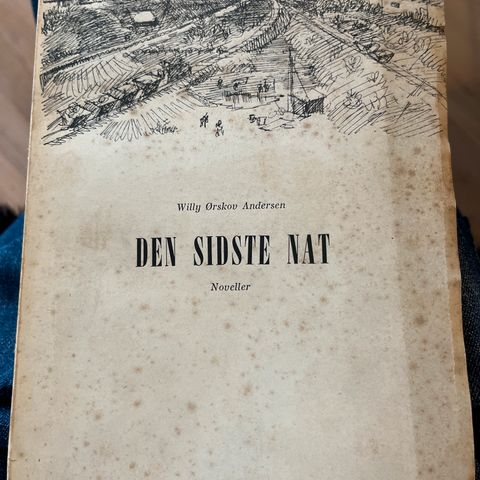 Willy Ørskov Andersen
DEN SIDSTE NAT
Noveller